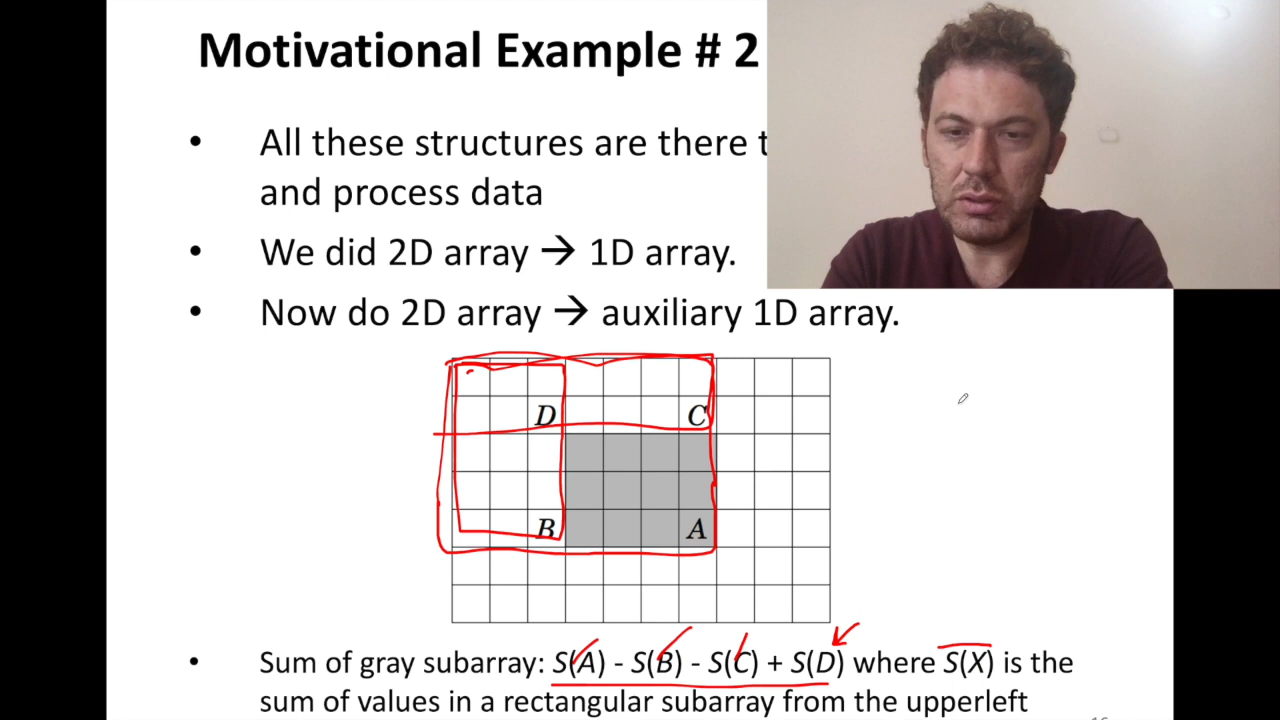 Motivational Example # 2
• All these structures are there t
and process data
• We did 2D array → 1D array.
• Now do 2D array → auxiliary 1D array.
D C
B A
• Sum of gray subarray: S(A) - S(B) - S(C) + S(D) where S(X) is the
sum of values in a rectangular subarray from the upperleft